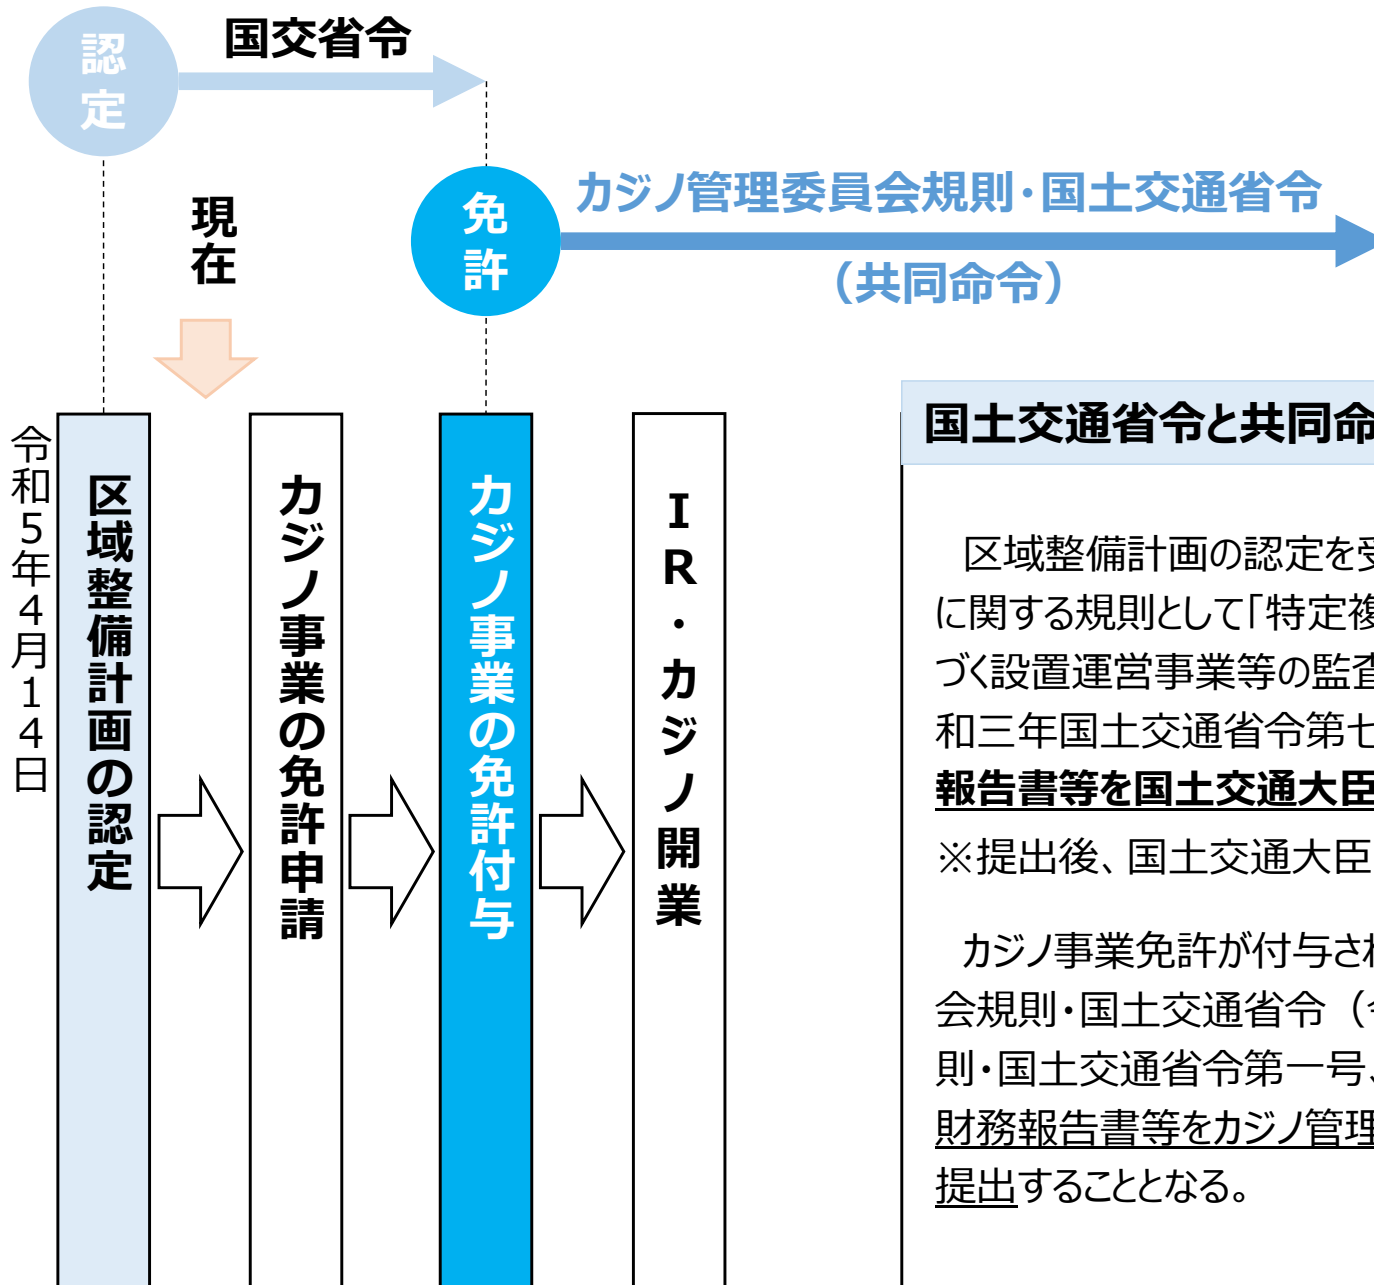 認定
国交省令
現在
免許
カジノ管理委員会規則・国土交通省令
（共同命令）
令和５年４月１４日
区域整備計画の認定
カジノ事業の免許申請
カジノ事業の免許付与
ＩＲ・カジノ開業
国土交通省令と共同命
区域整備計画の認定を受
に関する規則として「特定複
づく設置運営事業等の監査
和三年国土交通省令第七
報告書等を国土交通大臣
※提出後、国土交通大臣
カジノ事業免許が付与され
会規則・国土交通省令（令
則・国土交通省令第一号、
財務報告書等をカジノ管理
提出することとなる。